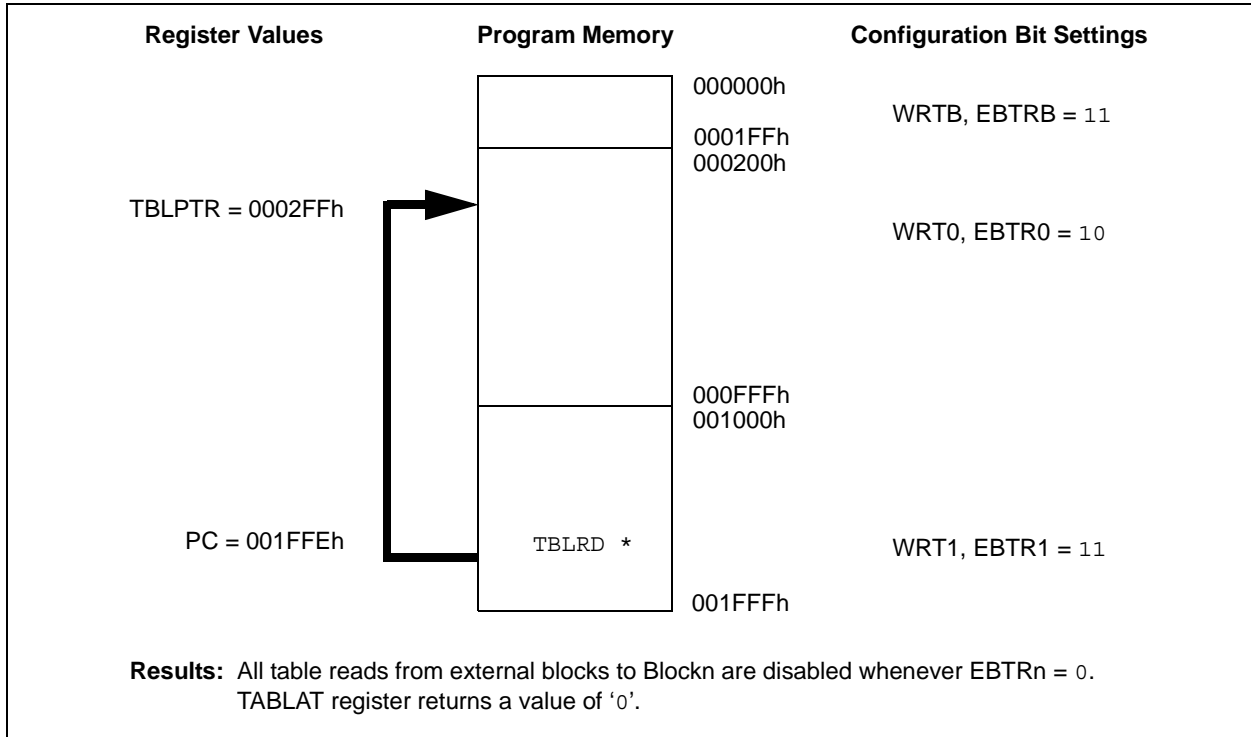 Register Values
Program Memory
Configuration Bit Settings
000000h
WRTB, EBTRB = 11
0001FFh
000200h
TBLPTR = 0002FFh
WRT0, EBTR0 = 10
000FFFh
001000h
PC = 001FFEh
TBLRD *
WRT1, EBTR1 = 11
001FFFh
Results: All table reads from external blocks to Blockn are disabled whenever EBTRn = 0.
TABLAT register returns a value of ‘0’.